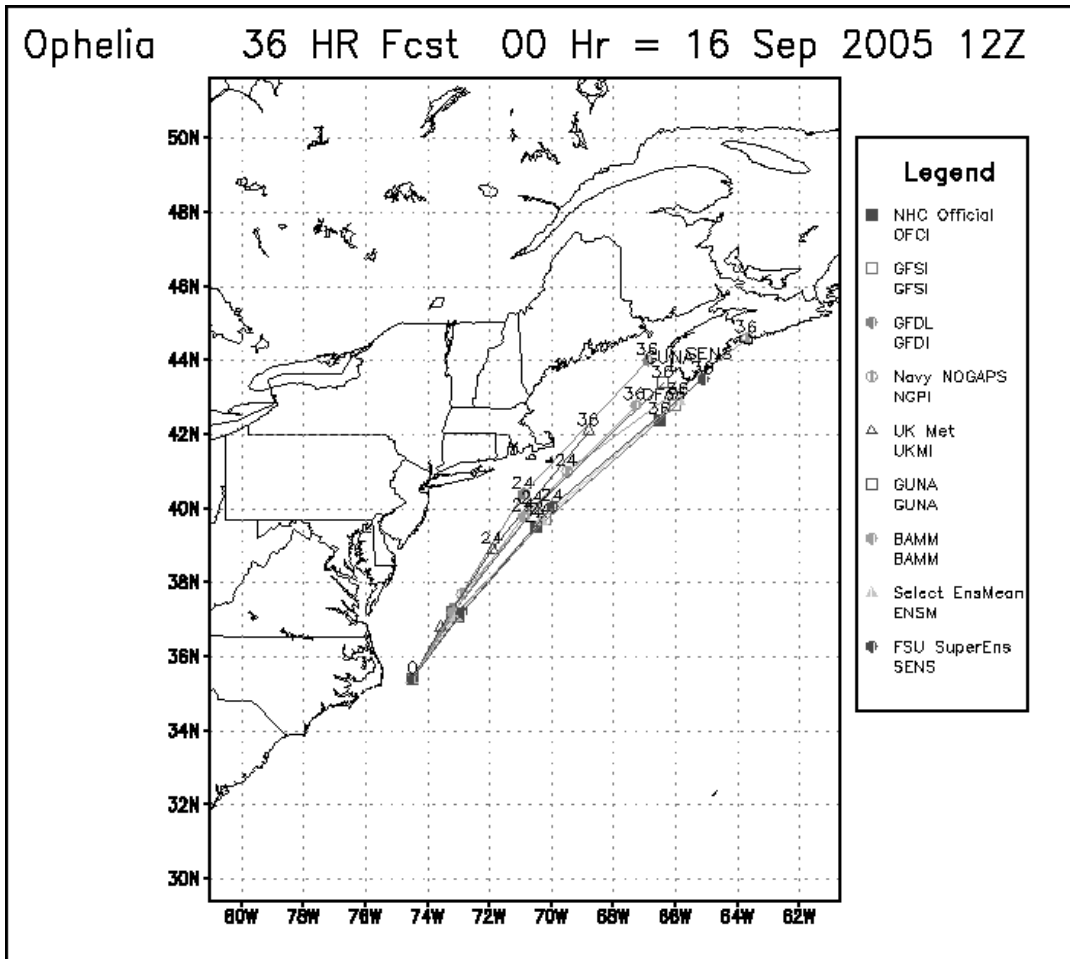 Ophelia 36 HR Fcst 00 Hr = 16 Sep 2005 12Z
50N
48N
46N
44N
42N
40N
38N
36N
34N
32N
30N
80W 78W 76W 74W 72W 70W 68W 66W 64W 62W
36
36 GUNA SENS
36 36
36 36
36 36
24
24
24
24
24
0
Legend
NHC Official
OFCI
GFSI
GFSI
GFDL
GFDI
Navy NOGAPS
NGPI
UK Met
UKMI
GUNA
GUNA
BAMM
BAMM
Select EnsMean
ENSM
FSU SuperEns
SENS